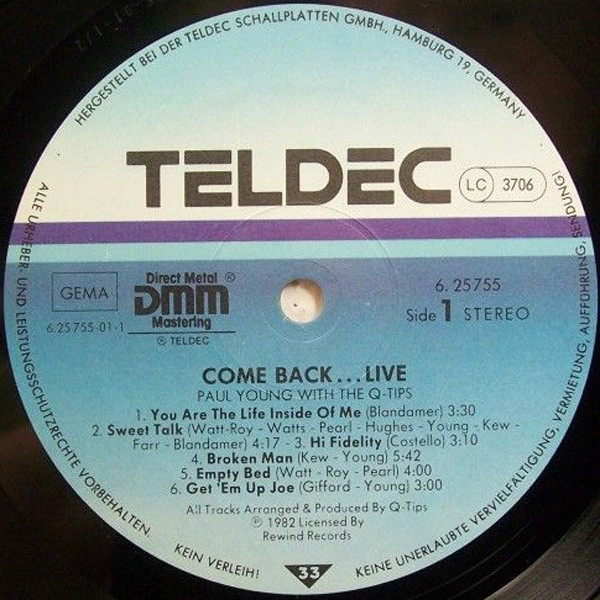 HERGESTELLT BEI DER TELDEC SCHALLPLATTEN GMBH., HAMBURG 19, GERMANY
TELDEC
LC 3706
GEMA
6.25755-01-1
Direct Metal ®
DMM
Mastering
℗ TELDEC
6.25755
Side 1 STEREO
COME BACK...LIVE
PAUL YOUNG WITH THE Q-TIPS
1. You Are The Life Inside Of Me (Blandamer) 3:30
2. Sweet Talk (Watt-Roy - Watts - Pearl - Hughes - Young - Kew -
Farr - Blandamer) 4:17 - 3. Hi Fidelity (Costello) 3:10
4. Broken Man (Kew - Young) 5:42
5. Empty Bed (Watt - Roy - Pearl) 4:00
6. Get 'Em Up Joe (Gifford - Young) 3:00
All Tracks Arranged & Produced By Q-Tips
℗ 1982 Licensed By
Rewind Records
33
ALLE URHEBER- UND LEISTUNGSSCHUTZRECHTE VORBEHALTEN.
KEIN VERLEIH!
KEINE UNERLAUBTE VERVIELFÄLTIGUNG, VERMIETUNG, AUFFÜHRUNG, SENDUNG!